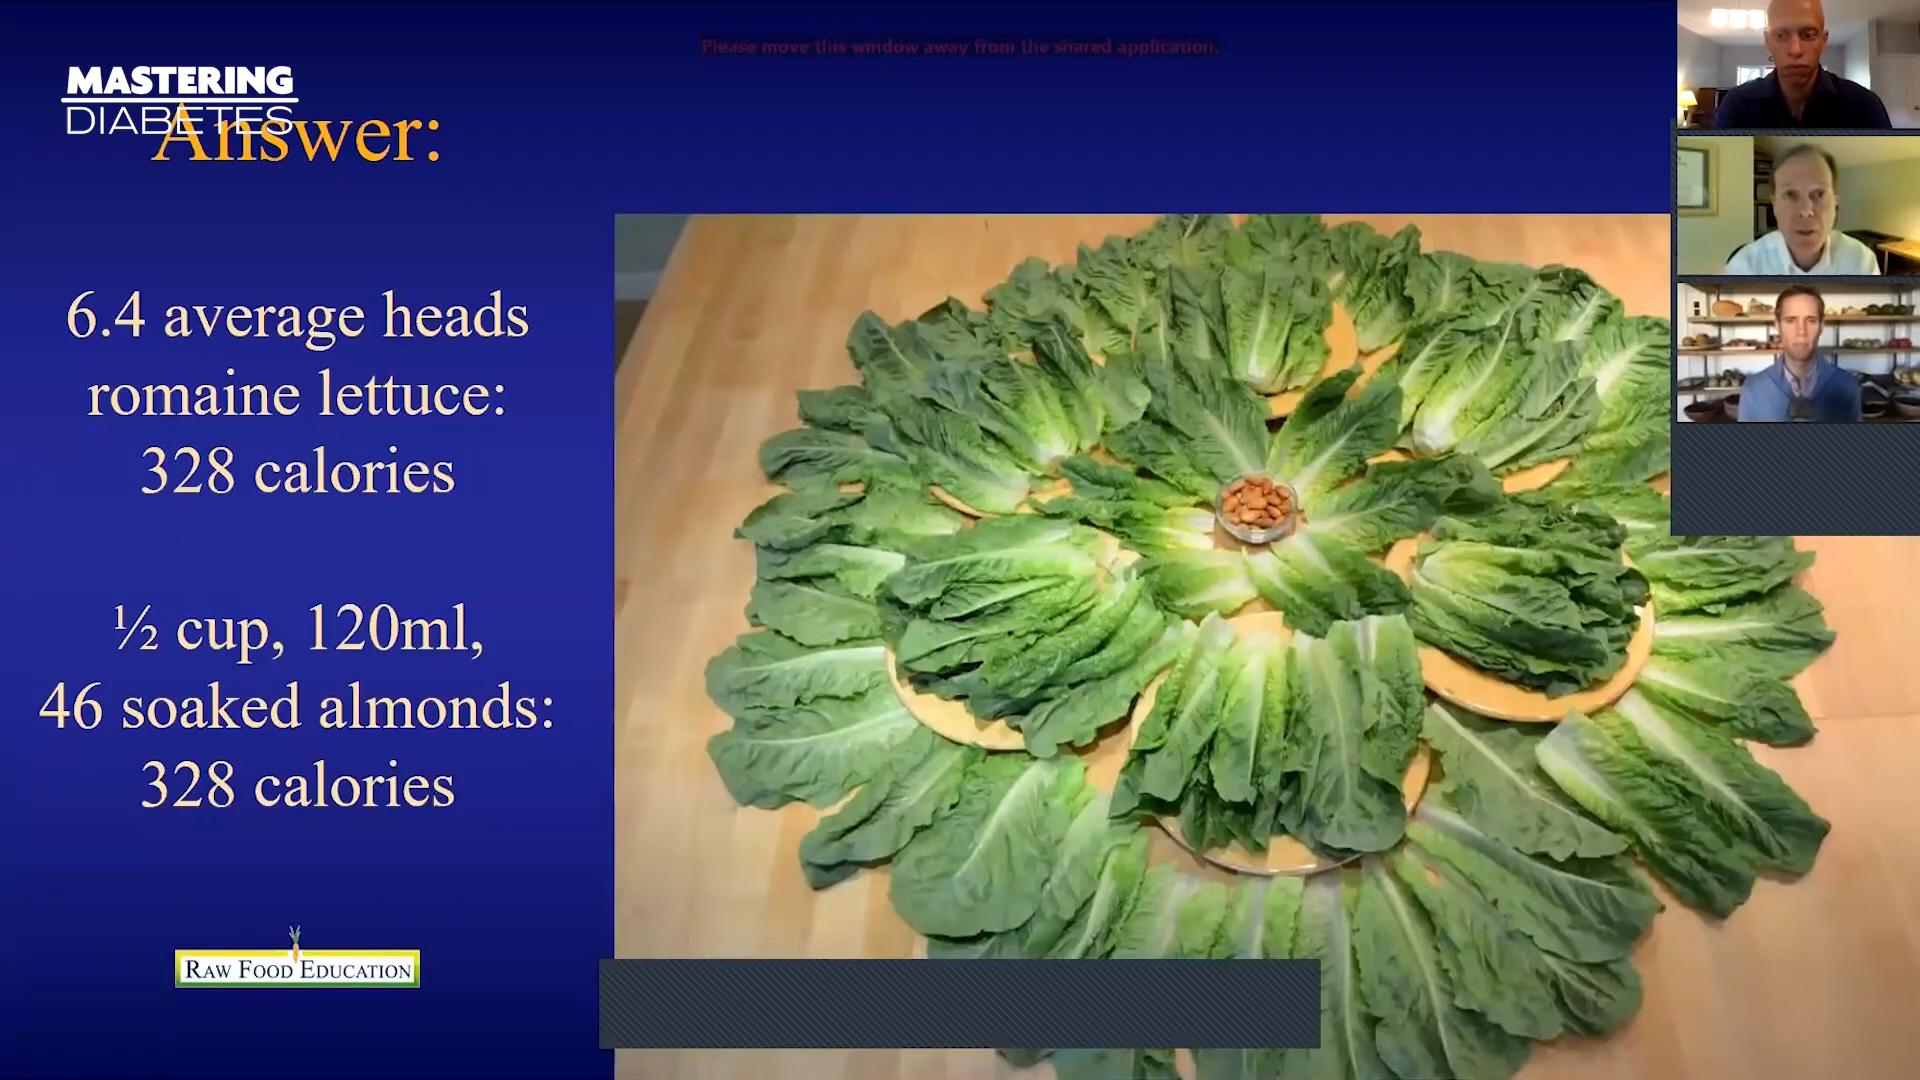 Please move this window away from the shared application.
MASTERING
DIABETES
Answer:
6.4 average heads
romaine lettuce:
328 calories
½ cup, 120ml,
46 soaked almonds:
328 calories
RAW FOOD EDUCATION